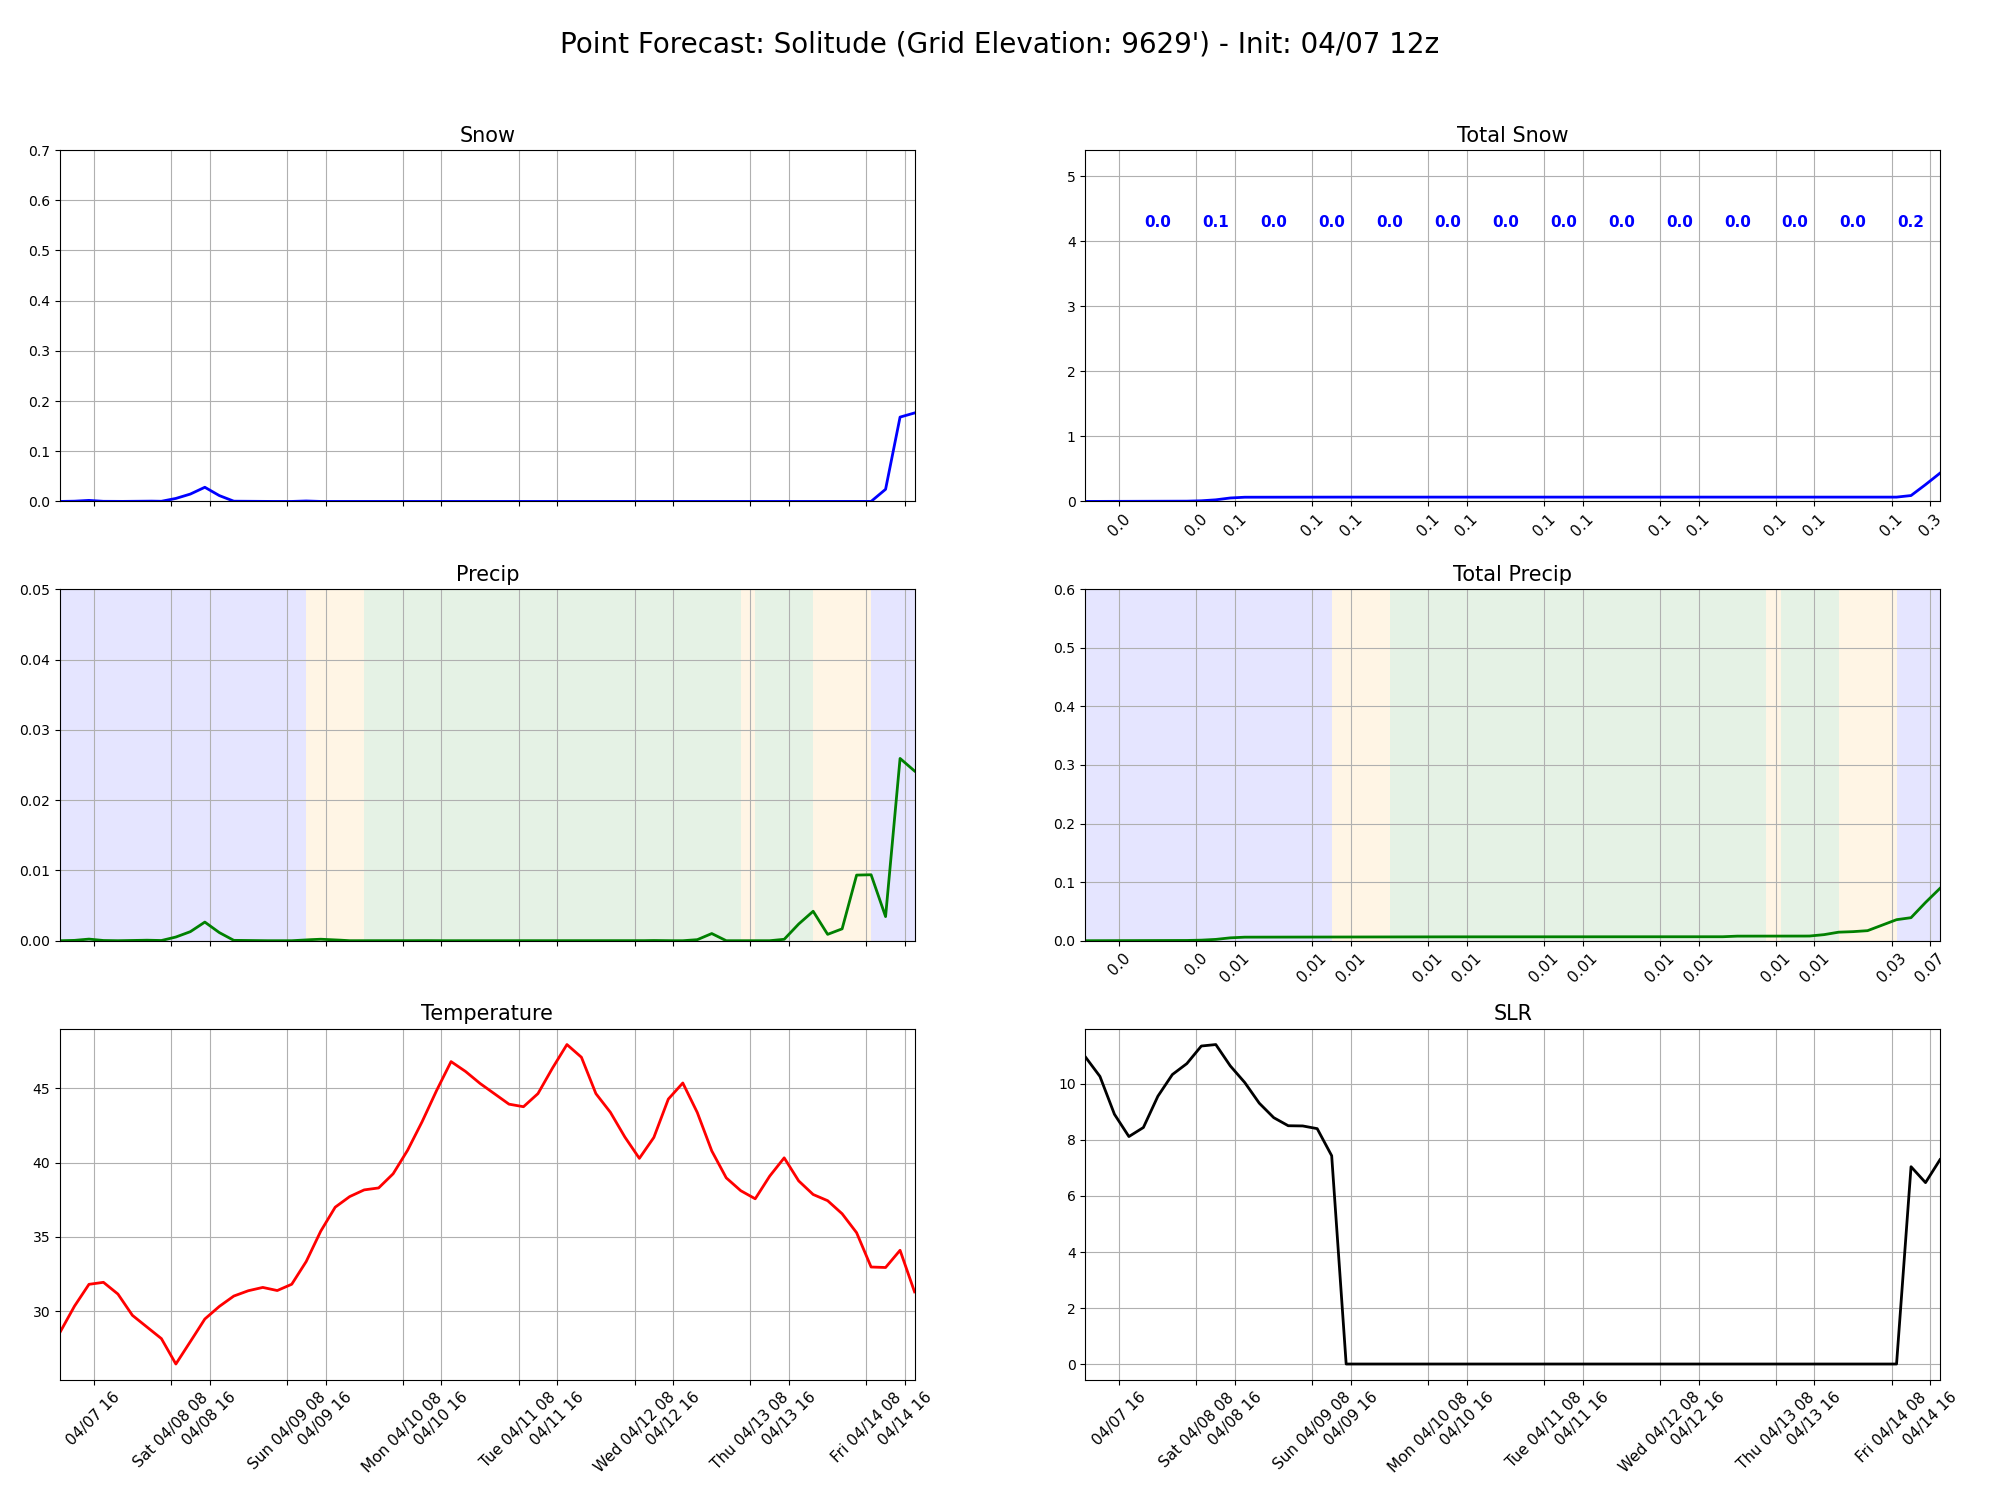 Point Forecast: Solitude (Grid Elevation: 9629') - Init: 04/07 12z
Snow
0.7
0.6
0.5
0.4
0.3
0.2
0.1
0.0
Total Snow
5
4
3
2
1
0
0.0 0.1 0.0 0.0 0.0 0.0 0.0 0.0 0.0 0.0 0.0 0.0 0.0 0.2
0.0 0.0 0.1 0.1 0.1 0.1 0.1 0.1 0.1 0.1 0.1 0.1 0.1 0.1 0.3
Precip
0.05
0.04
0.03
0.02
0.01
0.00
Total Precip
0.6
0.5
0.4
0.3
0.2
0.1
0.0
0.0 0.0 0.01 0.01 0.01 0.01 0.01 0.01 0.01 0.01 0.01 0.01 0.01 0.03 0.07
Temperature
45
40
35
30
04/07 16
Sat 04/08 08
04/08 16
Sun 04/09 08
04/09 16
Mon 04/10 08
04/10 16
Tue 04/11 08
04/11 16
Wed 04/12 08
04/12 16
Thu 04/13 08
04/13 16
Fri 04/14 08
04/14 16
SLR
10
8
6
4
2
0
04/07 16
Sat 04/08 08
04/08 16
Sun 04/09 08
04/09 16
Mon 04/10 08
04/10 16
Tue 04/11 08
04/11 16
Wed 04/12 08
04/12 16
Thu 04/13 08
04/13 16
Fri 04/14 08
04/14 16